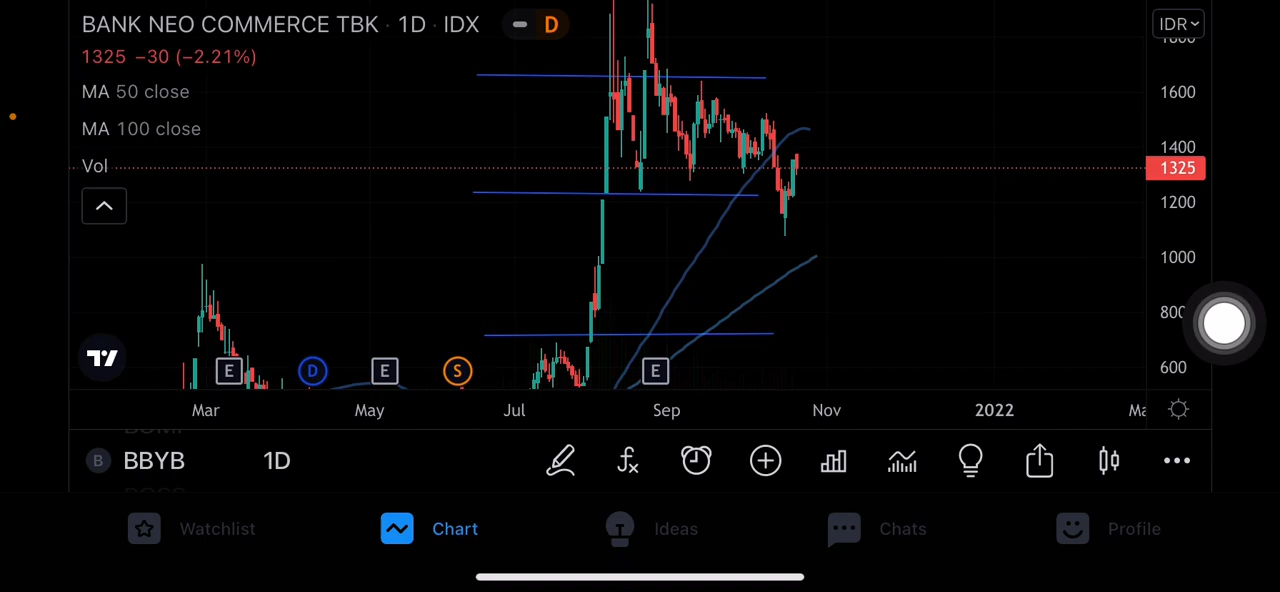 BANK NEO COMMERCE TBK · 1D · IDX D IDR
1325 −30 (−2.21%)
MA 50 close
MA 100 close
Vol
1800
1600
1400
1325
1200
1000
800
600
E D E S E
Mar May Jul Sep Nov 2022
B BBYB 1D
Watchlist Chart Ideas Chats Profile